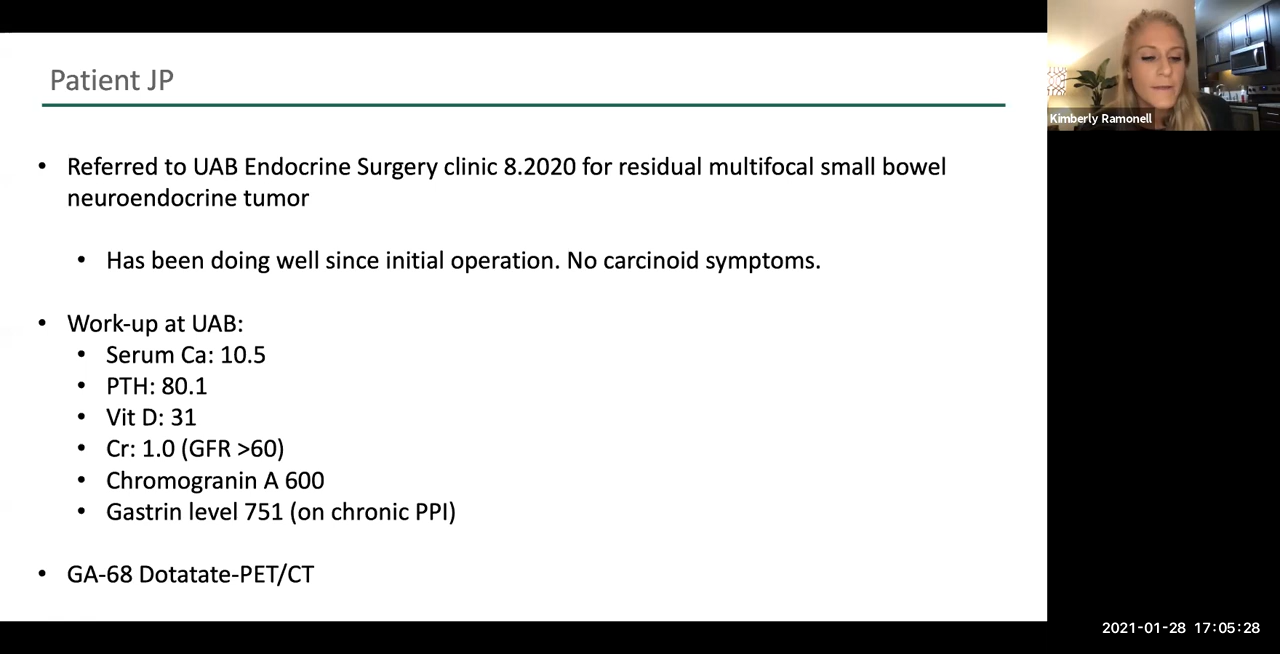 Patient JP
Kimberly Ramonell
• Referred to UAB Endocrine Surgery clinic 8.2020 for residual multifocal small bowel
neuroendocrine tumor
• Has been doing well since initial operation. No carcinoid symptoms.
• Work-up at UAB:
• Serum Ca: 10.5
• PTH: 80.1
• Vit D: 31
• Cr: 1.0 (GFR >60)
• Chromogranin A 600
• Gastrin level 751 (on chronic PPI)
• GA-68 Dotatate-PET/CT
2021-01-28 17:05:28